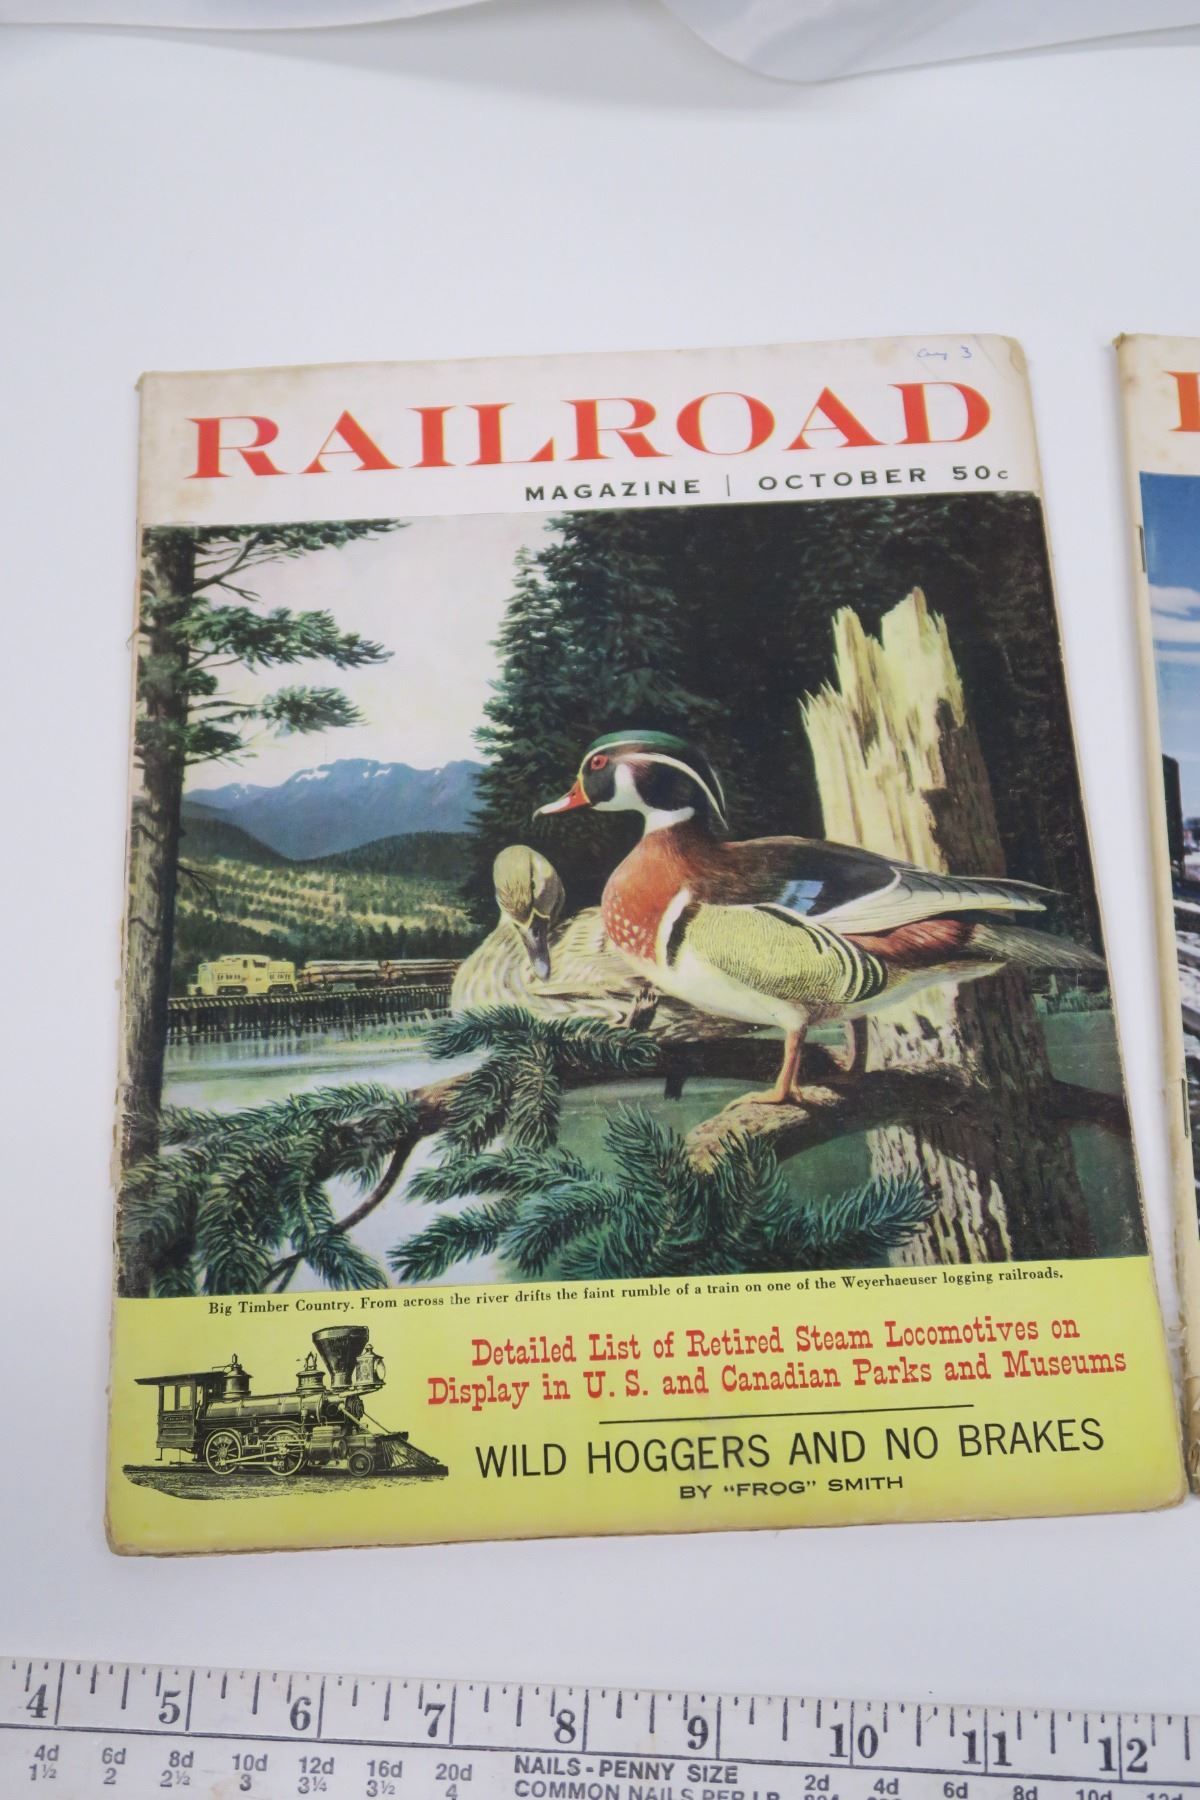 Aug 3
RAILROAD
MAGAZINE | OCTOBER 50c
Big Timber Country. From across the river drifts the faint rumble of a train on one of the Weyerhaeuser logging railroads.
Detailed List of Retired Steam Locomotives on
Display in U. S. and Canadian Parks and Museums
WILD HOGGERS AND NO BRAKES
BY "FROG" SMITH
4 5 6 7 8 9 10 11 12
4d 6d 8d 10d 12d 16d 20d NAILS-PENNY SIZE 2d 4d 6d 8d 10d
1½ 2 2½ 3 3¼ 3½ 4 COMMON NAILS PER LB